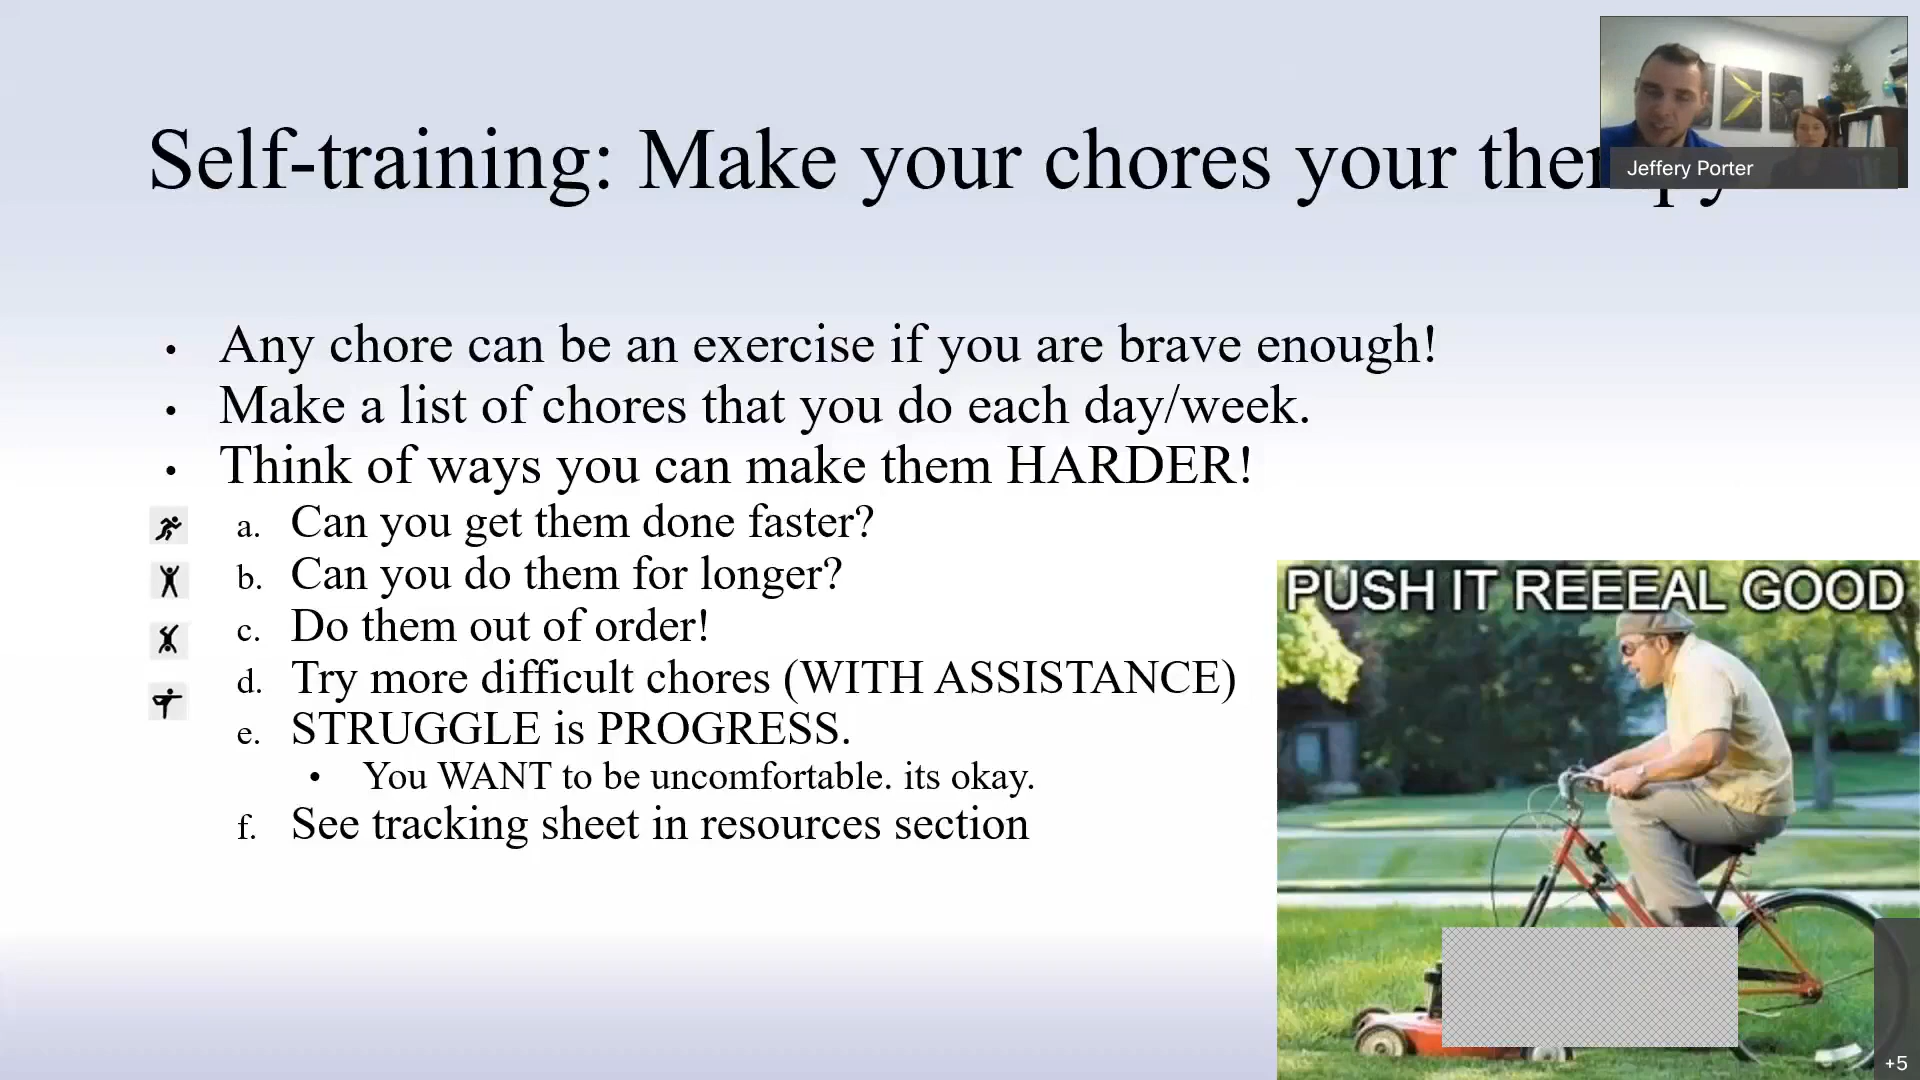 Self-training: Make your chores your
Jeffery Porter
• Any chore can be an exercise if you are brave enough!
• Make a list of chores that you do each day/week.
• Think of ways you can make them HARDER!
a. Can you get them done faster?
b. Can you do them for longer?
c. Do them out of order!
d. Try more difficult chores (WITH ASSISTANCE)
e. STRUGGLE is PROGRESS.
• You WANT to be uncomfortable. its okay.
f. See tracking sheet in resources section
PUSH IT REEEAL GOOD
+5